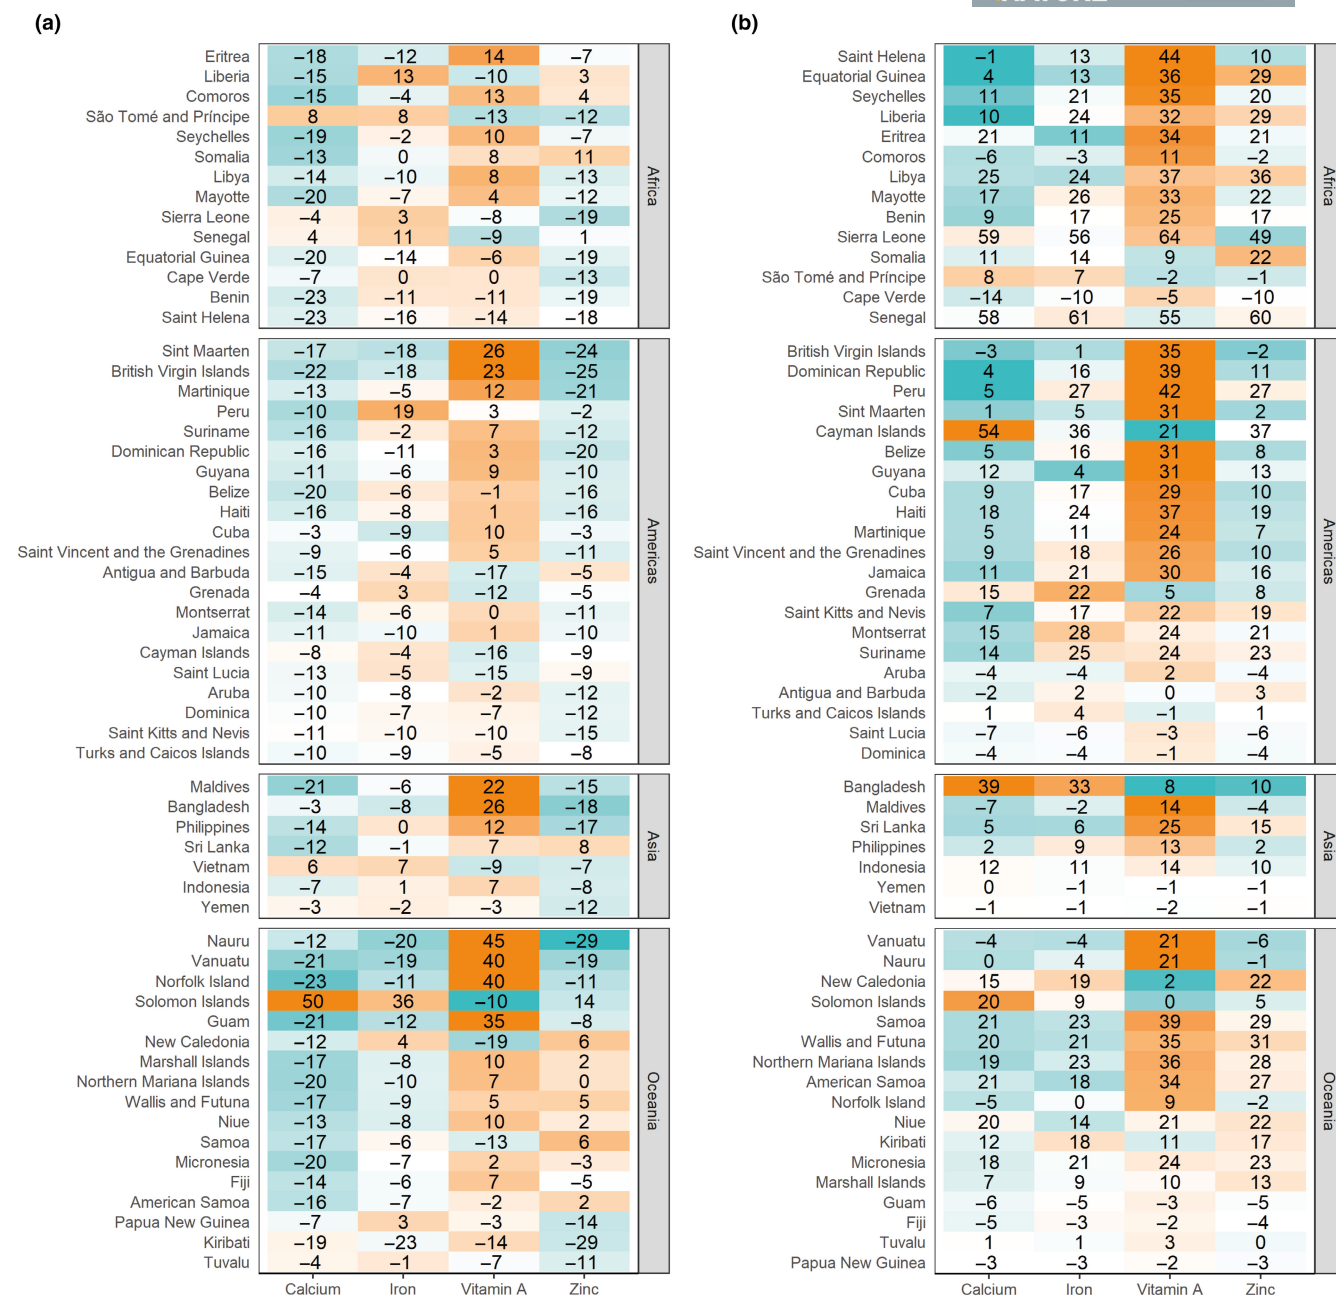 (a)
Eritrea −18 −12 14 −7
Liberia −15 13 −10 3
Comoros −15 −4 13 4
São Tomé and Príncipe 8 8 −13 −12
Seychelles −19 −2 10 −7
Somalia −13 0 8 11
Libya −14 −10 8 −13
Mayotte −20 −7 4 −12
Sierra Leone −4 3 −8 −19
Senegal 4 11 −9 1
Equatorial Guinea −20 −14 −6 −19
Cape Verde −7 0 0 −13
Benin −23 −11 −11 −19
Saint Helena −23 −16 −14 −18
Africa
Sint Maarten −17 −18 26 −24
British Virgin Islands −22 −18 23 −25
Martinique −13 −5 12 −21
Peru −10 19 3 −2
Suriname −16 −2 7 −12
Dominican Republic −16 −11 3 −20
Guyana −11 −6 9 −10
Belize −20 −6 −1 −16
Haiti −16 −8 1 −16
Cuba −3 −9 10 −3
Saint Vincent and the Grenadines −9 −6 5 −11
Antigua and Barbuda −15 −4 −17 −5
Grenada −4 3 −12 −5
Montserrat −14 −6 0 −11
Jamaica −11 −10 1 −10
Cayman Islands −8 −4 −16 −9
Saint Lucia −13 −5 −15 −9
Aruba −10 −8 −2 −12
Dominica −10 −7 −7 −12
Saint Kitts and Nevis −11 −10 −10 −15
Turks and Caicos Islands −10 −9 −5 −8
Americas
Maldives −21 −6 22 −15
Bangladesh −3 −8 26 −18
Philippines −14 0 12 −17
Sri Lanka −12 −1 7 8
Vietnam 6 7 −9 −7
Indonesia −7 1 7 −8
Yemen −3 −2 −3 −12
Asia
Nauru −12 −20 45 −29
Vanuatu −21 −19 40 −19
Norfolk Island −23 −11 40 −11
Solomon Islands 50 36 −10 14
Guam −21 −12 35 −8
New Caledonia −12 4 −19 6
Marshall Islands −17 −8 10 2
Northern Mariana Islands −20 −10 7 0
Wallis and Futuna −17 −9 5 5
Niue −13 −8 10 2
Samoa −17 −6 −13 6
Micronesia −20 −7 2 −3
Fiji −14 −6 7 −5
American Samoa −16 −7 −2 2
Papua New Guinea −7 3 −3 −14
Kiribati −19 −23 −14 −29
Tuvalu −4 −1 −7 −11
Oceania
Calcium Iron Vitamin A Zinc
(b)
Saint Helena −1 13 44 10
Equatorial Guinea 4 13 36 29
Seychelles 11 21 35 20
Liberia 10 24 32 29
Eritrea 21 11 34 21
Comoros −6 −3 11 −2
Libya 25 24 37 36
Mayotte 17 26 33 22
Benin 9 17 25 17
Sierra Leone 59 56 64 49
Somalia 11 14 9 22
São Tomé and Príncipe 8 7 −2 −1
Cape Verde −14 −10 −5 −10
Senegal 58 61 55 60
Africa
British Virgin Islands −3 1 35 −2
Dominican Republic 4 16 39 11
Peru 5 27 42 27
Sint Maarten 1 5 31 2
Cayman Islands 54 36 21 37
Belize 5 16 31 8
Guyana 12 4 31 13
Cuba 9 17 29 10
Haiti 18 24 37 19
Martinique 5 11 24 7
Saint Vincent and the Grenadines 9 18 26 10
Jamaica 11 21 30 16
Grenada 15 22 5 8
Saint Kitts and Nevis 7 17 22 19
Montserrat 15 28 24 21
Suriname 14 25 24 23
Aruba −4 −4 2 −4
Antigua and Barbuda −2 2 0 3
Turks and Caicos Islands 1 4 −1 1
Saint Lucia −7 −6 −3 −6
Dominica −4 −4 −1 −4
Americas
Bangladesh 39 33 8 10
Maldives −7 −2 14 −4
Sri Lanka 5 6 25 15
Philippines 2 9 13 2
Indonesia 12 11 14 10
Yemen 0 −1 −1 −1
Vietnam −1 −1 −2 −1
Asia
Vanuatu −4 −4 21 −6
Nauru 0 4 21 −1
New Caledonia 15 19 2 22
Solomon Islands 20 9 0 5
Samoa 21 23 39 29
Wallis and Futuna 20 21 35 31
Northern Mariana Islands 19 23 36 28
American Samoa 21 18 34 27
Norfolk Island −5 0 9 −2
Niue 20 14 21 22
Kiribati 12 18 11 17
Micronesia 18 21 24 23
Marshall Islands 7 9 10 13
Guam −6 −5 −3 −5
Fiji −5 −3 −2 −4
Tuvalu 1 1 3 0
Papua New Guinea −3 −3 −2 −3
Oceania
Calcium Iron Vitamin A Zinc